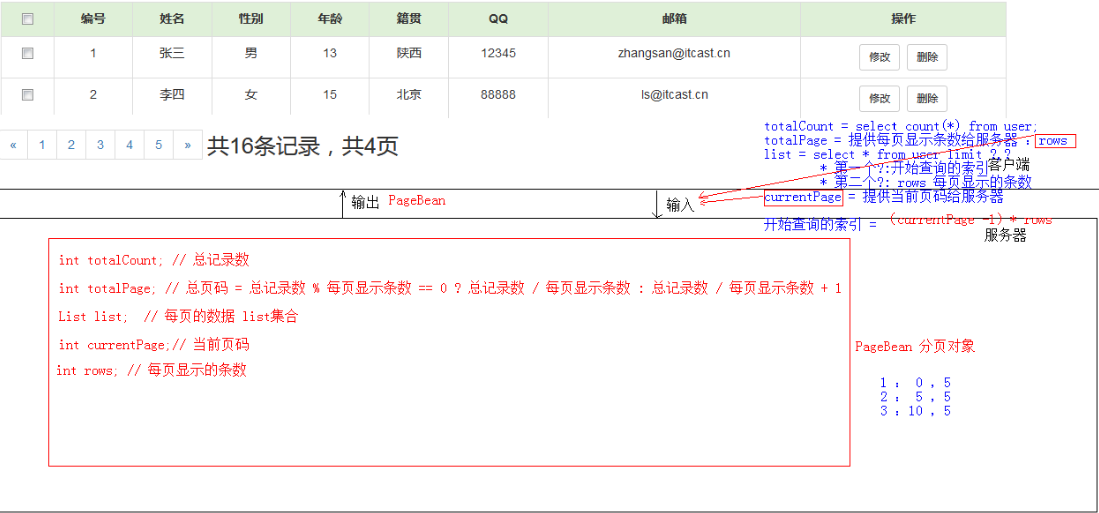 编号 姓名 性别 年龄 籍贯 QQ 邮箱 操作
1 张三 男 13 陕西 12345 zhangsan@itcast.cn 修改 删除
2 李四 女 15 北京 88888 ls@itcast.cn 修改 删除
« 1 2 3 4 5 » 共16条记录，共4页
totalCount = select count(*) from user;
totalPage = 提供每页显示条数给服务器 : rows
list = select * from user limit ?,?
* 第一个?:开始查询的索引
客户端
* 第二个?: rows 每页显示的条数
currentPage = 提供当前页码给服务器
开始查询的索引 = (currentPage -1) * rows
输出 PageBean
输入
服务器
int totalCount; // 总记录数
int totalPage; // 总页码 = 总记录数 % 每页显示条数 == 0 ? 总记录数 / 每页显示条数 : 总记录数 / 每页显示条数 + 1
List list; // 每页的数据 list集合
int currentPage;// 当前页码
int rows; // 每页显示的条数
PageBean 分页对象
1 : 0 , 5
2 : 5 , 5
3 : 10 , 5